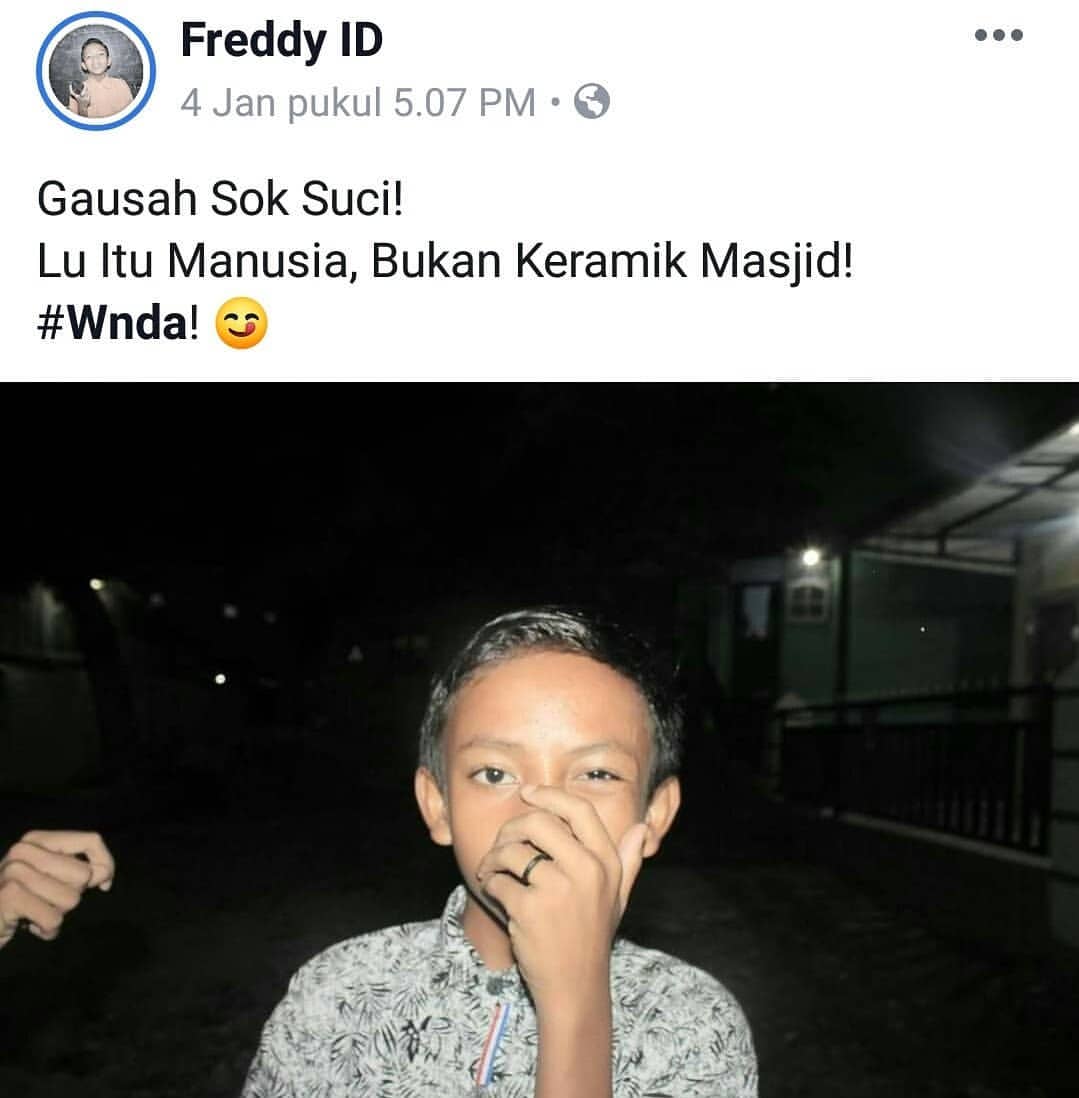 Freddy ID
4 Jan pukul 5.07 PM •
Gausah Sok Suci!
Lu Itu Manusia, Bukan Keramik Masjid!
#Wnda! 😋